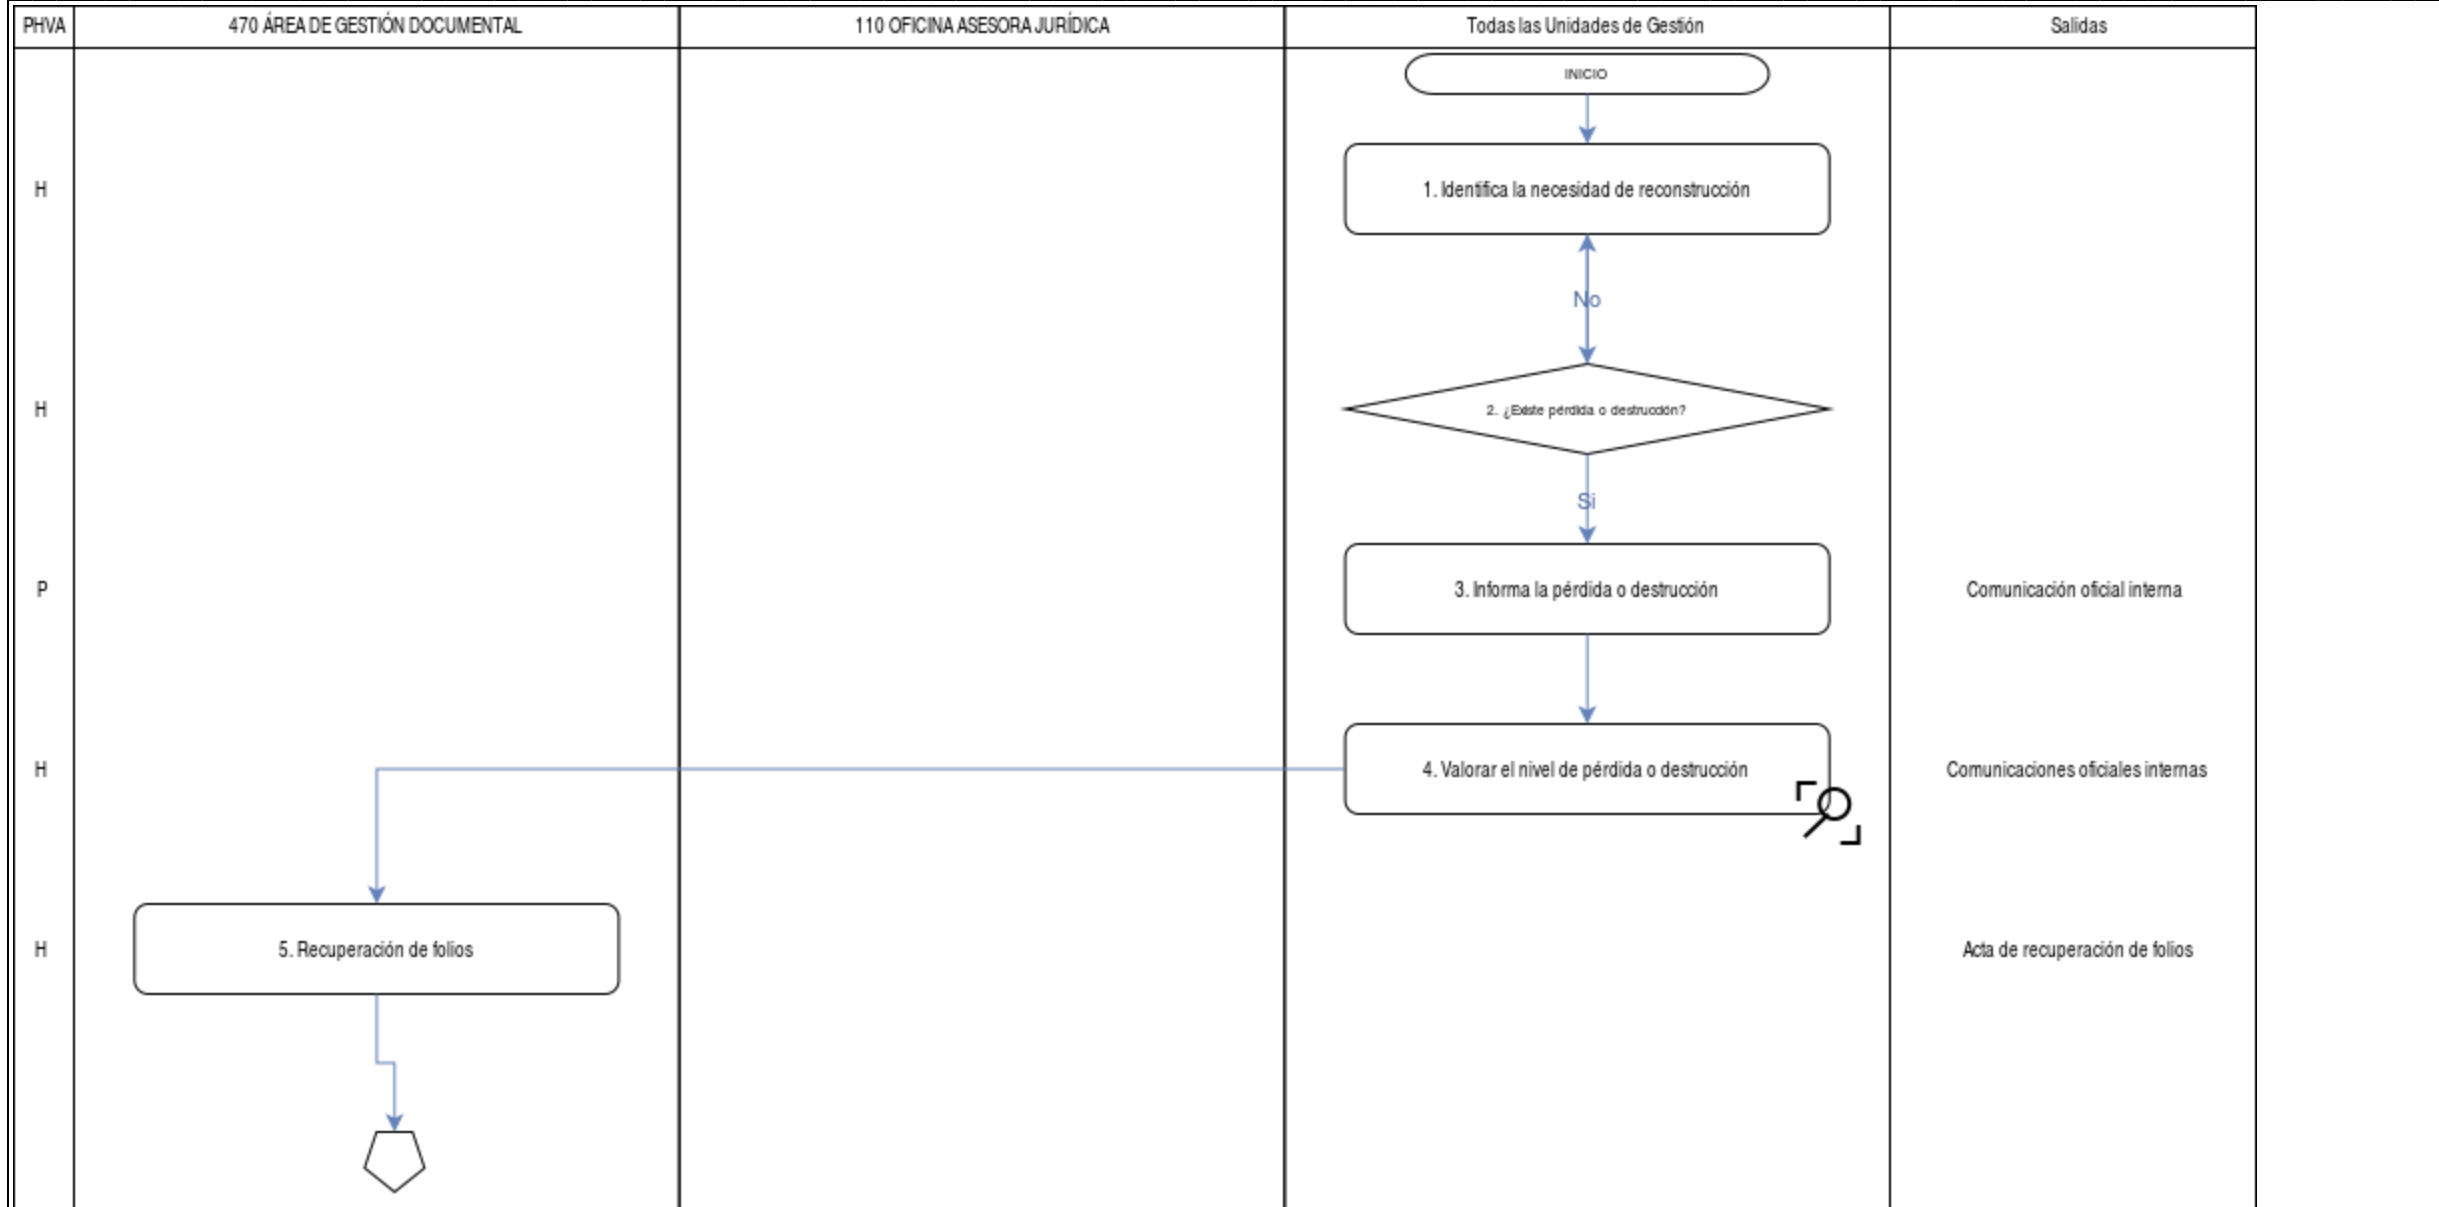 PHVA
470 ÁREA DE GESTIÓN DOCUMENTAL
110 OFICINA ASESORA JURÍDICA
Todas las Unidades de Gestión
Salidas
INICIO
H
1. Identifica la necesidad de reconstrucción
No
H
2. ¿Existe pérdida o destrucción?
Si
P
3. Informa la pérdida o destrucción
Comunicación oficial interna
H
4. Valorar el nivel de pérdida o destrucción
Comunicaciones oficiales internas
H
5. Recuperación de folios
Acta de recuperación de folios